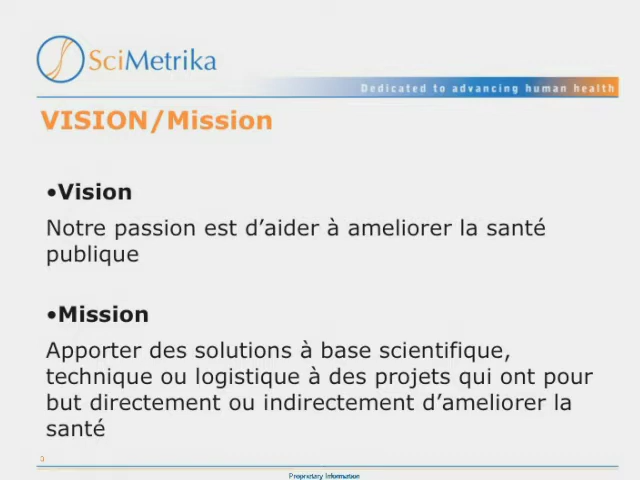 SciMetrika
Dedicated to advancing human health
VISION/Mission
•Vision
Notre passion est d’aider à ameliorer la santé
publique
•Mission
Apporter des solutions à base scientifique,
technique ou logistique à des projets qui ont pour
but directement ou indirectement d’ameliorer la
santé
Proprietary Information